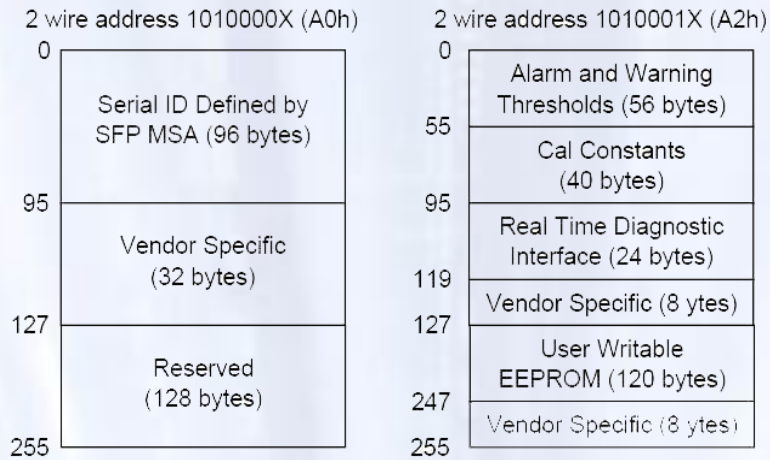 2 wire address 1010000X (A0h)
0
Serial ID Defined by
SFP MSA (96 bytes)
95
Vendor Specific
(32 bytes)
127
Reserved
(128 bytes)
255
2 wire address 1010001X (A2h)
0
Alarm and Warning
Thresholds (56 bytes)
55
Cal Constants
(40 bytes)
95
Real Time Diagnostic
Interface (24 bytes)
119
Vendor Specific (8 ytes)
127
User Writable
EEPROM (120 bytes)
247
Vendor Specific (8 ytes)
255